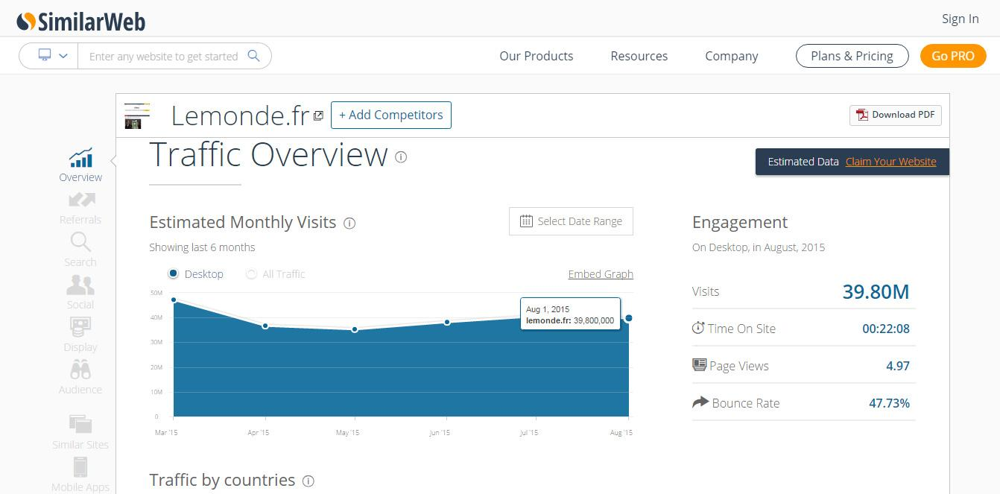 SimilarWeb
Sign In
Enter any website to get started
Our Products
Resources
Company
Plans & Pricing
Go PRO
Lemonde.fr
+ Add Competitors
Download PDF
Traffic Overview
Estimated Data Claim Your Website
Overview
Referrals
Search
Social
Display
Audience
Similar Sites
Mobile Apps
Estimated Monthly Visits
Select Date Range
Showing last 6 months
Desktop
All Traffic
Embed Graph
50M
40M
30M
20M
10M
0
Aug 1, 2015
lemonde.fr: 39,800,000
Mar '15
Apr '15
May '15
Jun '15
Jul '15
Aug '15
Engagement
On Desktop, in August, 2015
Visits 39.80M
Time On Site 00:22:08
Page Views 4.97
Bounce Rate 47.73%
Traffic by countries